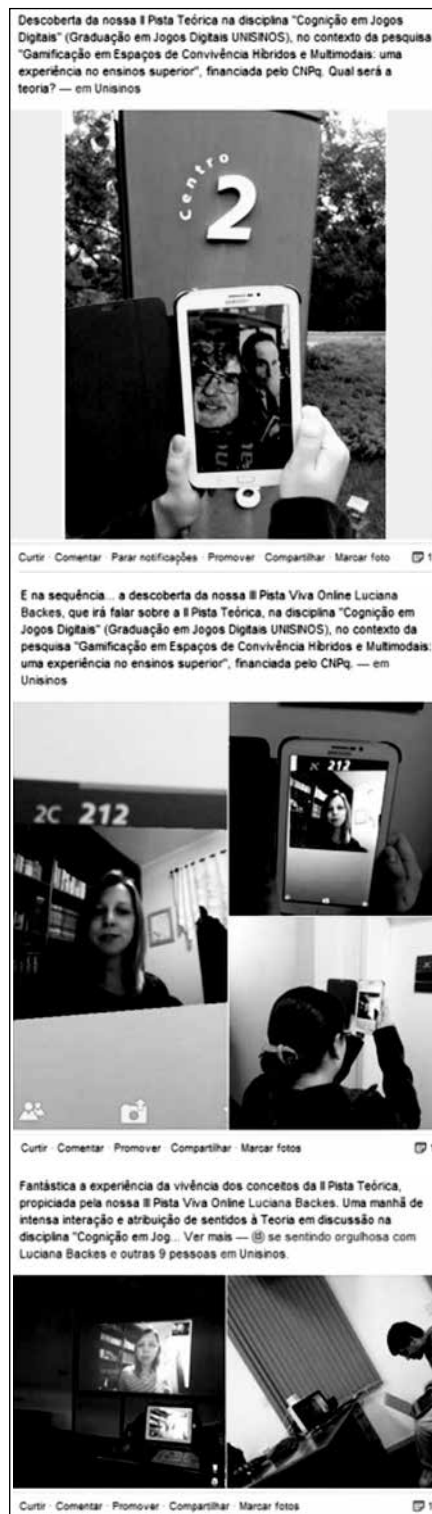 Descoberta da nossa II Pista Teórica na disciplina "Cognição em Jogos
Digitais" (Graduação em Jogos Digitais UNISINOS), no contexto da pesquisa
"Gamificação em Espaços de Convivência Híbridos e Multimodais: uma
experiência no ensinos superior", financiada pelo CNPq. Qual será a
teoria? — em Unisinos
Centro
2
SAMSUNG
Curtir · Comentar · Parar notificações · Promover · Compartilhar · Marcar foto 1
E na sequência... a descoberta da nossa III Pista Viva Online Luciana
Backes, que irá falar sobre a II Pista Teórica, na disciplina "Cognição em
Jogos Digitais" (Graduação em Jogos Digitais UNISINOS), no contexto da
pesquisa "Gamificação em Espaços de Convivência Híbridos e Multimodais:
uma experiência no ensinos superior", financiada pelo CNPq. — em
Unisinos
2C 212
2C 212
Curtir · Comentar · Promover · Compartilhar · Marcar fotos 1
Fantástica a experiência da vivência dos conceitos da II Pista Teórica,
propiciada pela nossa III Pista Viva Online Luciana Backes. Uma manhã de
intensa interação e atribuição de sentidos à Teoria em discussão na
disciplina "Cognição em Jog... Ver mais — se sentindo orgulhosa com
Luciana Backes e outras 9 pessoas em Unisinos.
Curtir · Comentar · Promover · Compartilhar · Marcar fotos 1